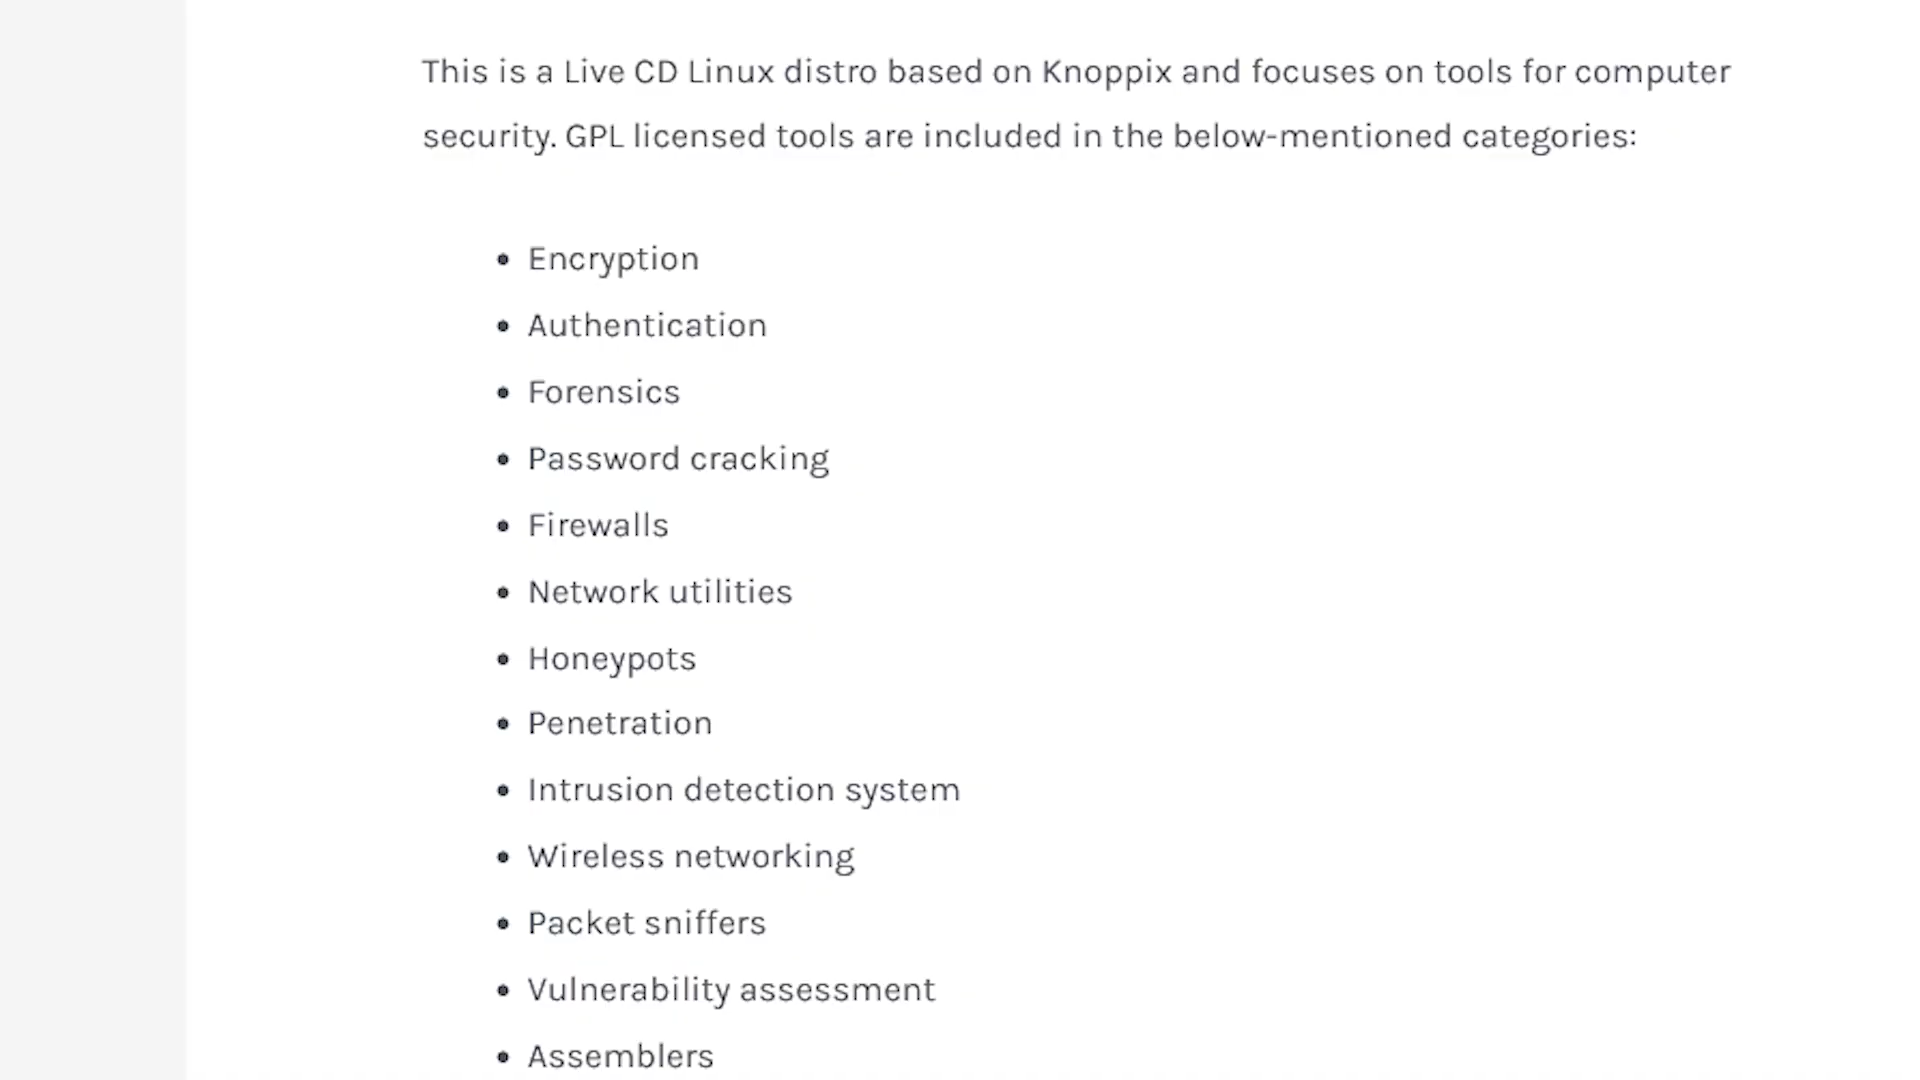 This is a Live CD Linux distro based on Knoppix and focuses on tools for computer
security. GPL licensed tools are included in the below-mentioned categories:
• Encryption
• Authentication
• Forensics
• Password cracking
• Firewalls
• Network utilities
• Honeypots
• Penetration
• Intrusion detection system
• Wireless networking
• Packet sniffers
• Vulnerability assessment
• Assemblers